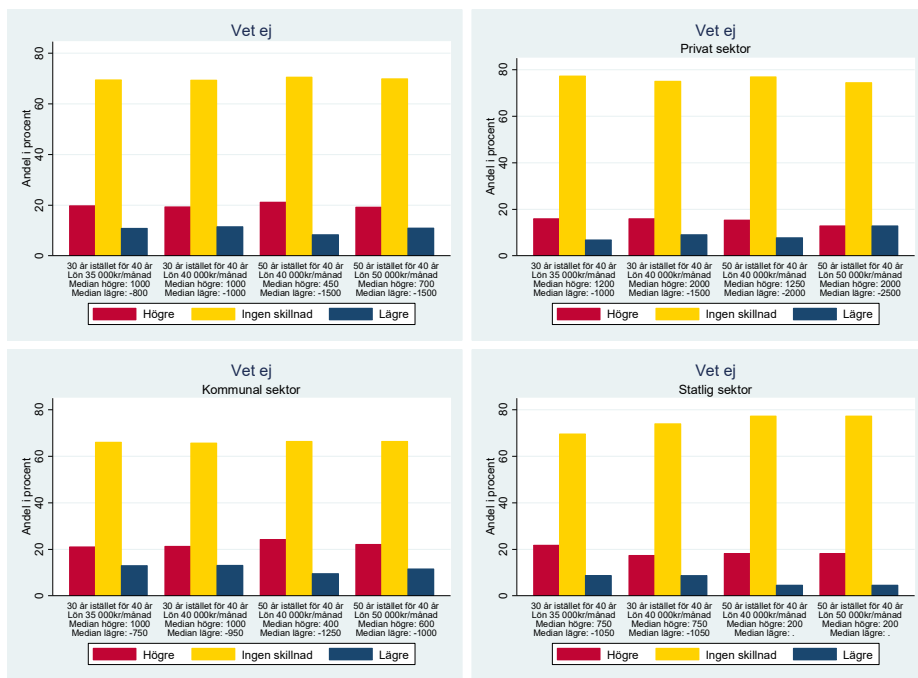 Vet ej
Andel i procent
80
60
40
20
0
30 år istället för 40 år
Lön 35 000kr/månad
Median högre: 1000
Median lägre: -800
30 år istället för 40 år
Lön 40 000kr/månad
Median högre: 1000
Median lägre: -1000
50 år istället för 40 år
Lön 40 000kr/månad
Median högre: 450
Median lägre: -1500
50 år istället för 40 år
Lön 50 000kr/månad
Median högre: 700
Median lägre: -1500
Högre Ingen skillnad Lägre
Vet ej
Privat sektor
Andel i procent
80
60
40
20
0
30 år istället för 40 år
Lön 35 000kr/månad
Median högre: 1200
Median lägre: -1000
30 år istället för 40 år
Lön 40 000kr/månad
Median högre: 2000
Median lägre: -1500
50 år istället för 40 år
Lön 40 000kr/månad
Median högre: 1250
Median lägre: -2000
50 år istället för 40 år
Lön 50 000kr/månad
Median högre: 2000
Median lägre: -2500
Högre Ingen skillnad Lägre
Vet ej
Kommunal sektor
Andel i procent
80
60
40
20
0
30 år istället för 40 år
Lön 35 000kr/månad
Median högre: 1000
Median lägre: -750
30 år istället för 40 år
Lön 40 000kr/månad
Median högre: 1000
Median lägre: -950
50 år istället för 40 år
Lön 40 000kr/månad
Median högre: 400
Median lägre: -1250
50 år istället för 40 år
Lön 50 000kr/månad
Median högre: 600
Median lägre: -1000
Högre Ingen skillnad Lägre
Vet ej
Statlig sektor
Andel i procent
80
60
40
20
0
30 år istället för 40 år
Lön 35 000kr/månad
Median högre: 750
Median lägre: -1050
30 år istället för 40 år
Lön 40 000kr/månad
Median högre: 750
Median lägre: -1050
50 år istället för 40 år
Lön 40 000kr/månad
Median högre: 200
Median lägre: .
50 år istället för 40 år
Lön 50 000kr/månad
Median högre: 200
Median lägre: .
Högre Ingen skillnad Lägre